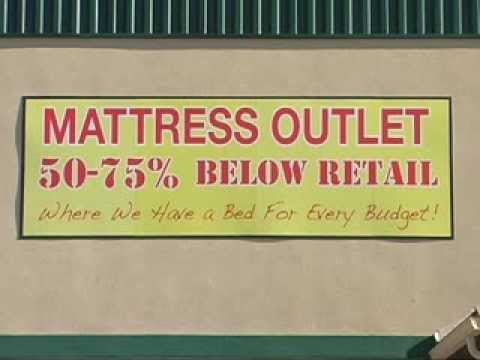 MATTRESS OUTLET
50-75% BELOW RETAIL
Where We Have a Bed For Every Budget!